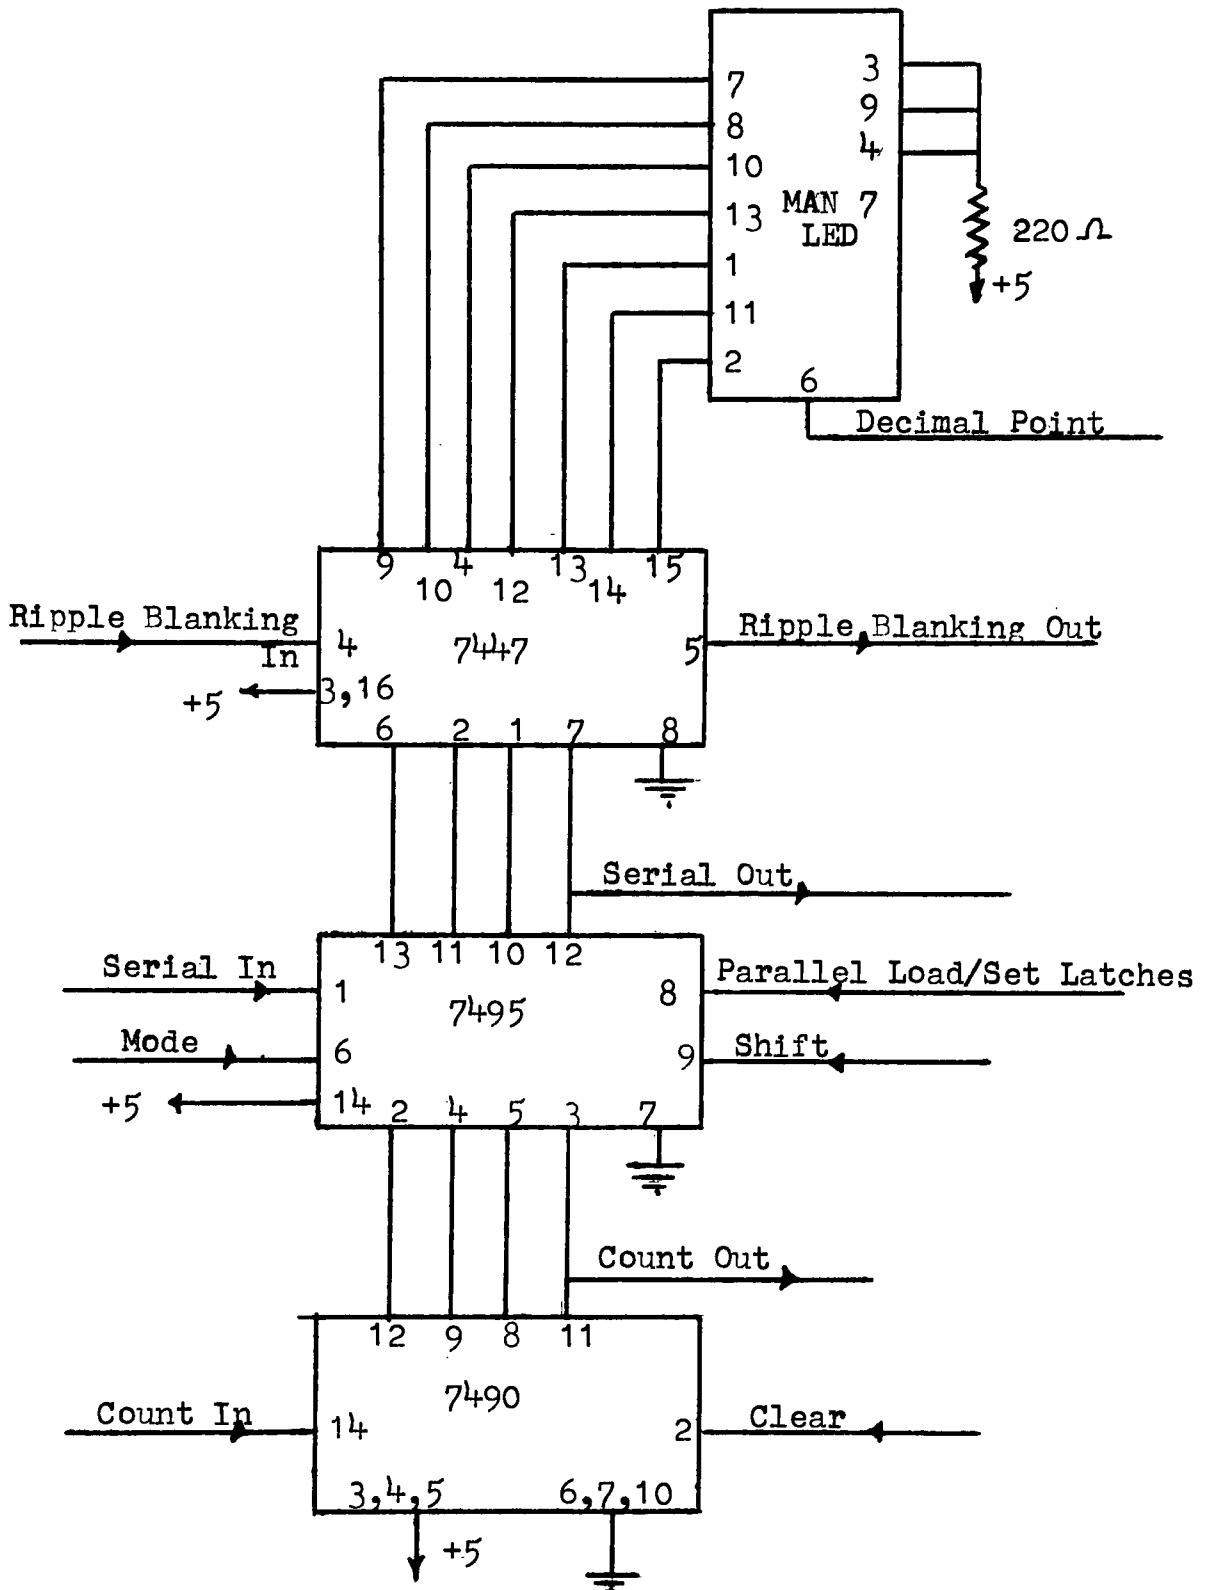 7 3
8 9
10 4
13 MAN 7
LED 220 Ω
1 +5
11
2
6
Decimal Point
9 10 4 12 13 14 15
Ripple Blanking In 4 7447 5 Ripple Blanking Out
+5 3,16
6 2 1 7 8
Serial Out
13 11 10 12
Serial In 1 7495 8 Parallel Load/Set Latches
Mode 6 9 Shift
+5 14 2 4 5 3 7
Count Out
12 9 8 11
7490
Count In 14 2 Clear
3,4,5 6,7,10
+5